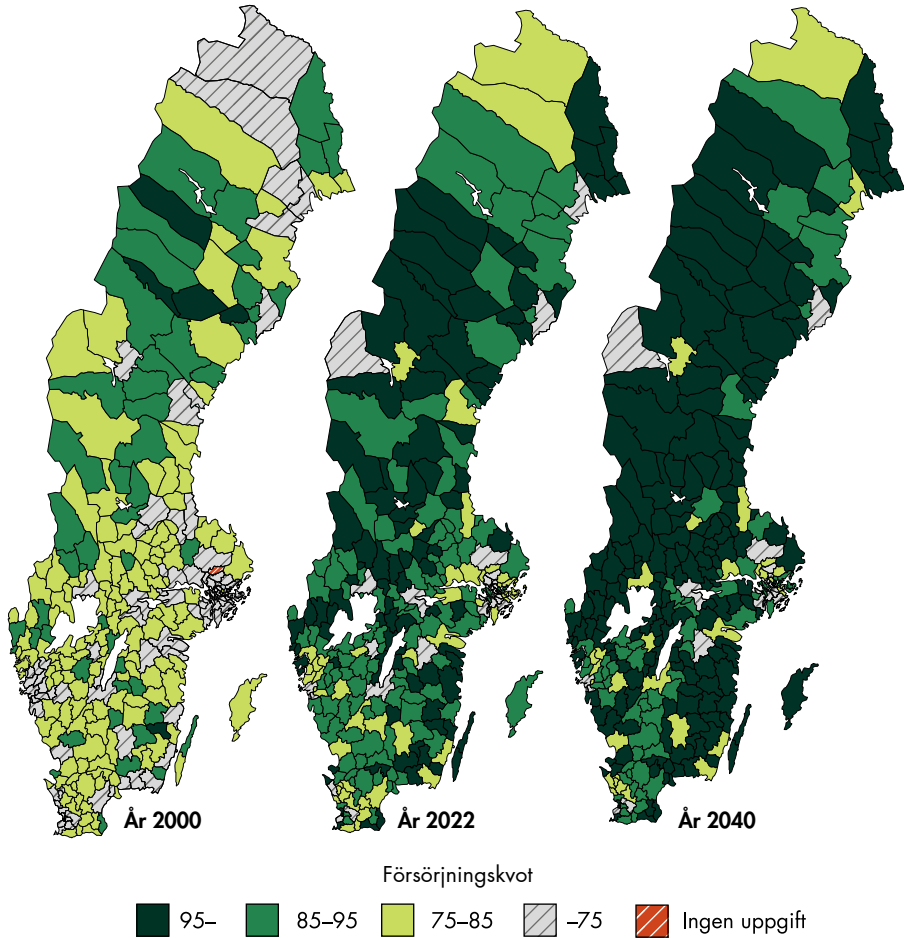 År 2000
År 2022
År 2040
Försörjningskvot
95–
85–95
75–85
–75
Ingen uppgift